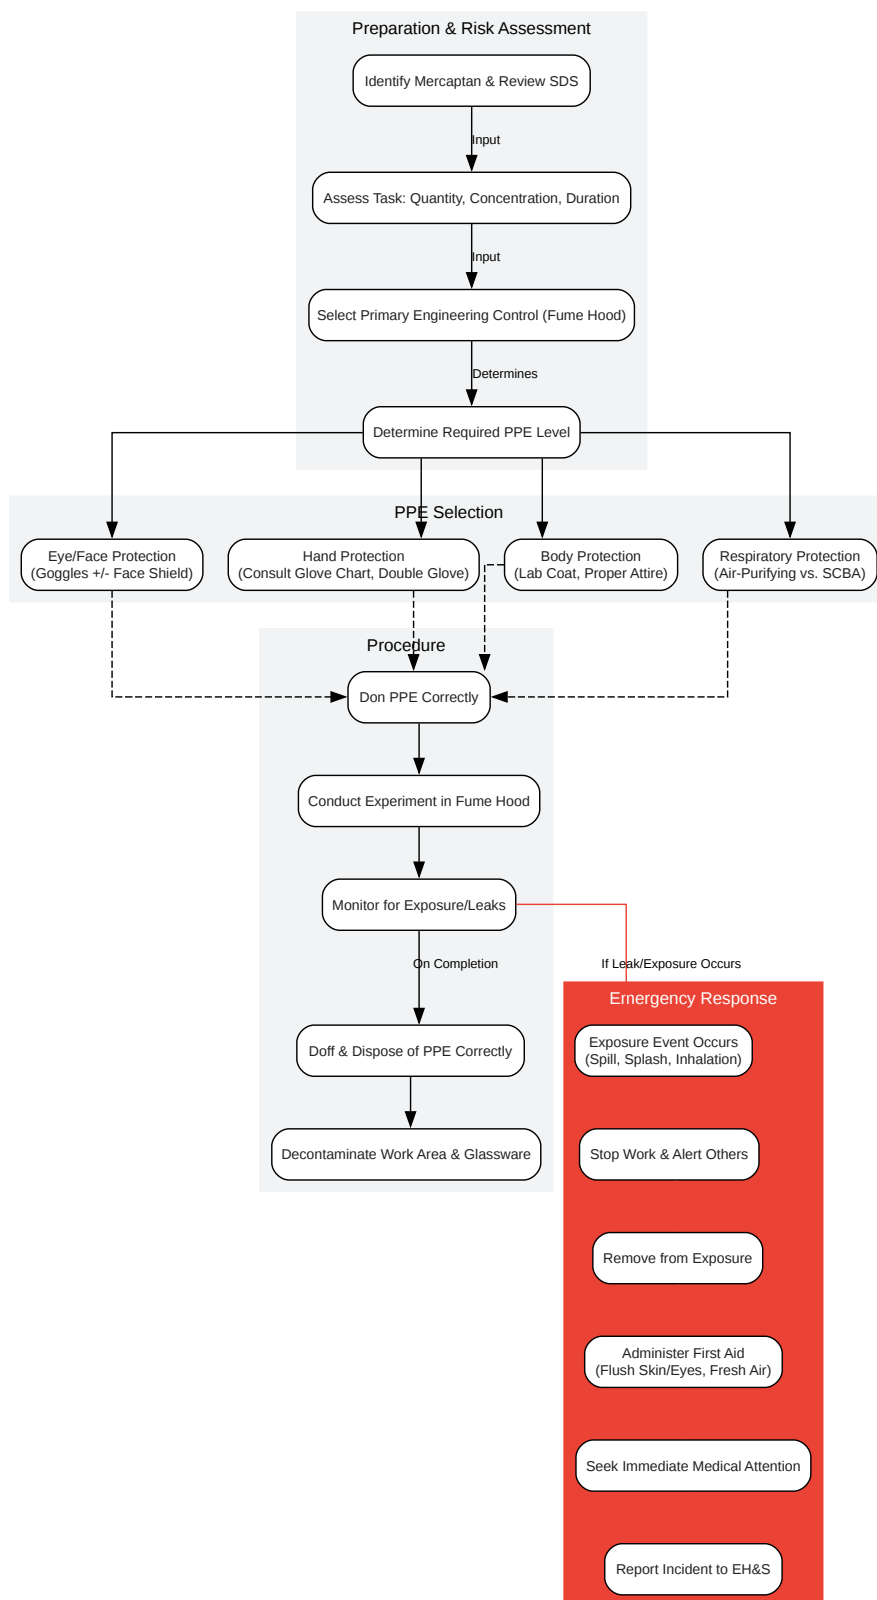 Preparation & Risk Assessment
Identify Mercaptan & Review SDS
Input
Assess Task: Quantity, Concentration, Duration
Input
Select Primary Engineering Control (Fume Hood)
Determines
Determine Required PPE Level
PPE Selection
Eye/Face Protection
(Goggles +/- Face Shield)
Hand Protection
(Consult Glove Chart, Double Glove)
Body Protection
(Lab Coat, Proper Attire)
Respiratory Protection
(Air-Purifying vs. SCBA)
Procedure
Don PPE Correctly
Conduct Experiment in Fume Hood
Monitor for Exposure/Leaks
On Completion
If Leak/Exposure Occurs
Emergency Response
Exposure Event Occurs
(Spill, Splash, Inhalation)
Doff & Dispose of PPE Correctly
Stop Work & Alert Others
Decontaminate Work Area & Glassware
Remove from Exposure
Administer First Aid
(Flush Skin/Eyes, Fresh Air)
Seek Immediate Medical Attention
Report Incident to EH&S